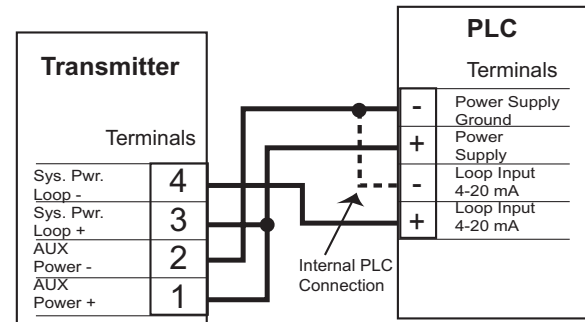 Transmitter
Terminals
Sys. Pwr.
Loop -
4
Sys. Pwr.
Loop +
3
AUX
Power -
2
AUX
Power +
1
Internal PLC
Connection
PLC
Terminals
-
Power Supply
Ground
+
Power
Supply
-
Loop Input
4-20 mA
+
Loop Input
4-20 mA